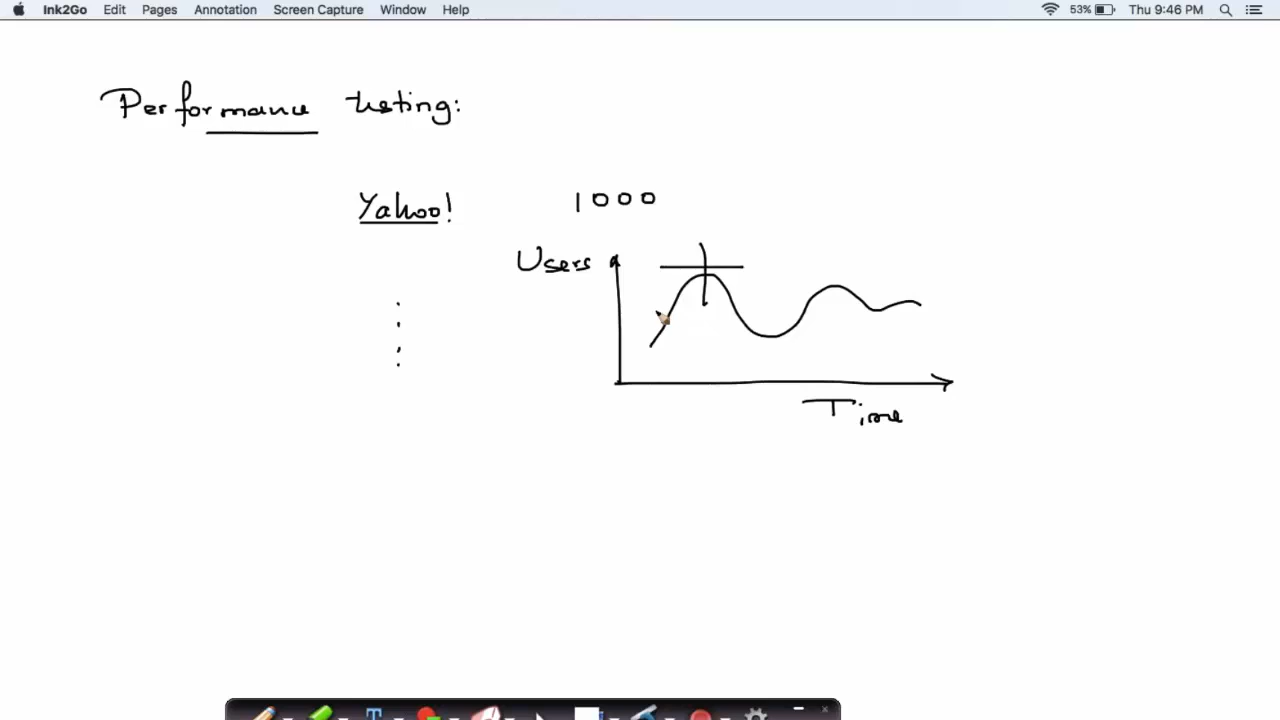 Ink2Go Edit Pages Annotation Screen Capture Window Help 53% Thu 9:46 PM
Performance testing:
Yahoo! 1000
Users
Time